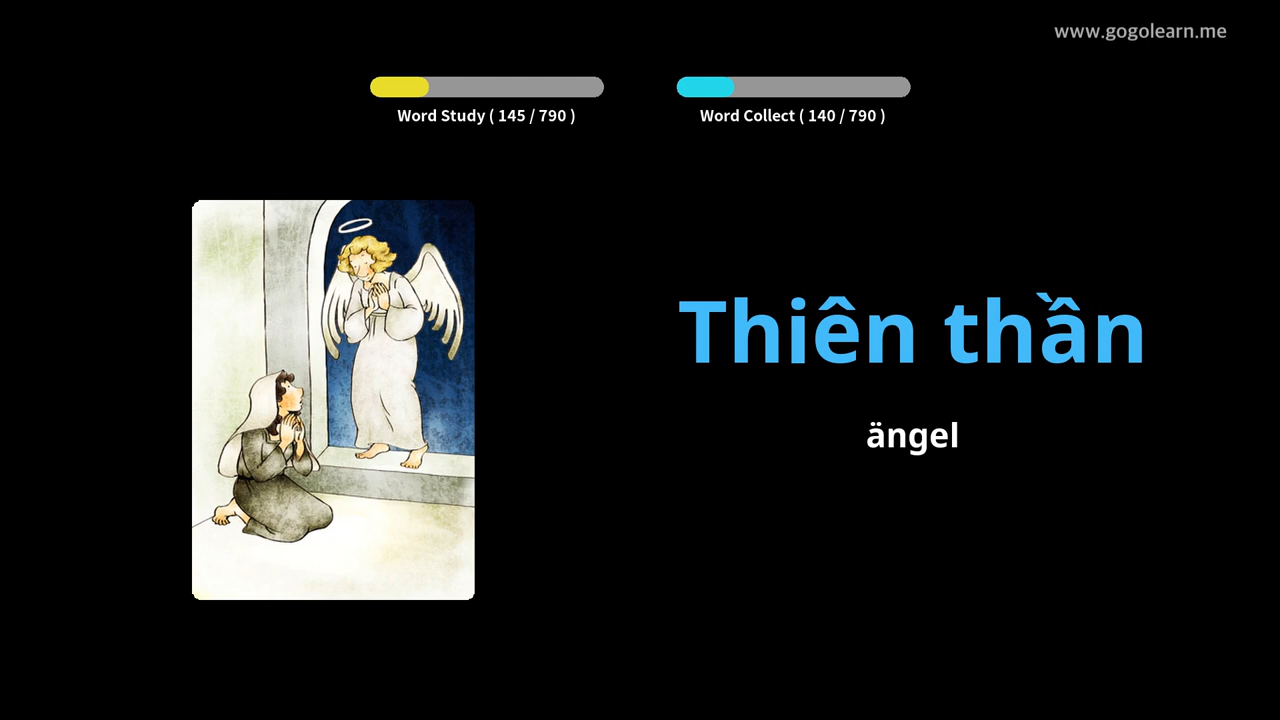 www.gogolearn.me
Word Study ( 145 / 790 )
Word Collect ( 140 / 790 )
Thiên thần
ängel